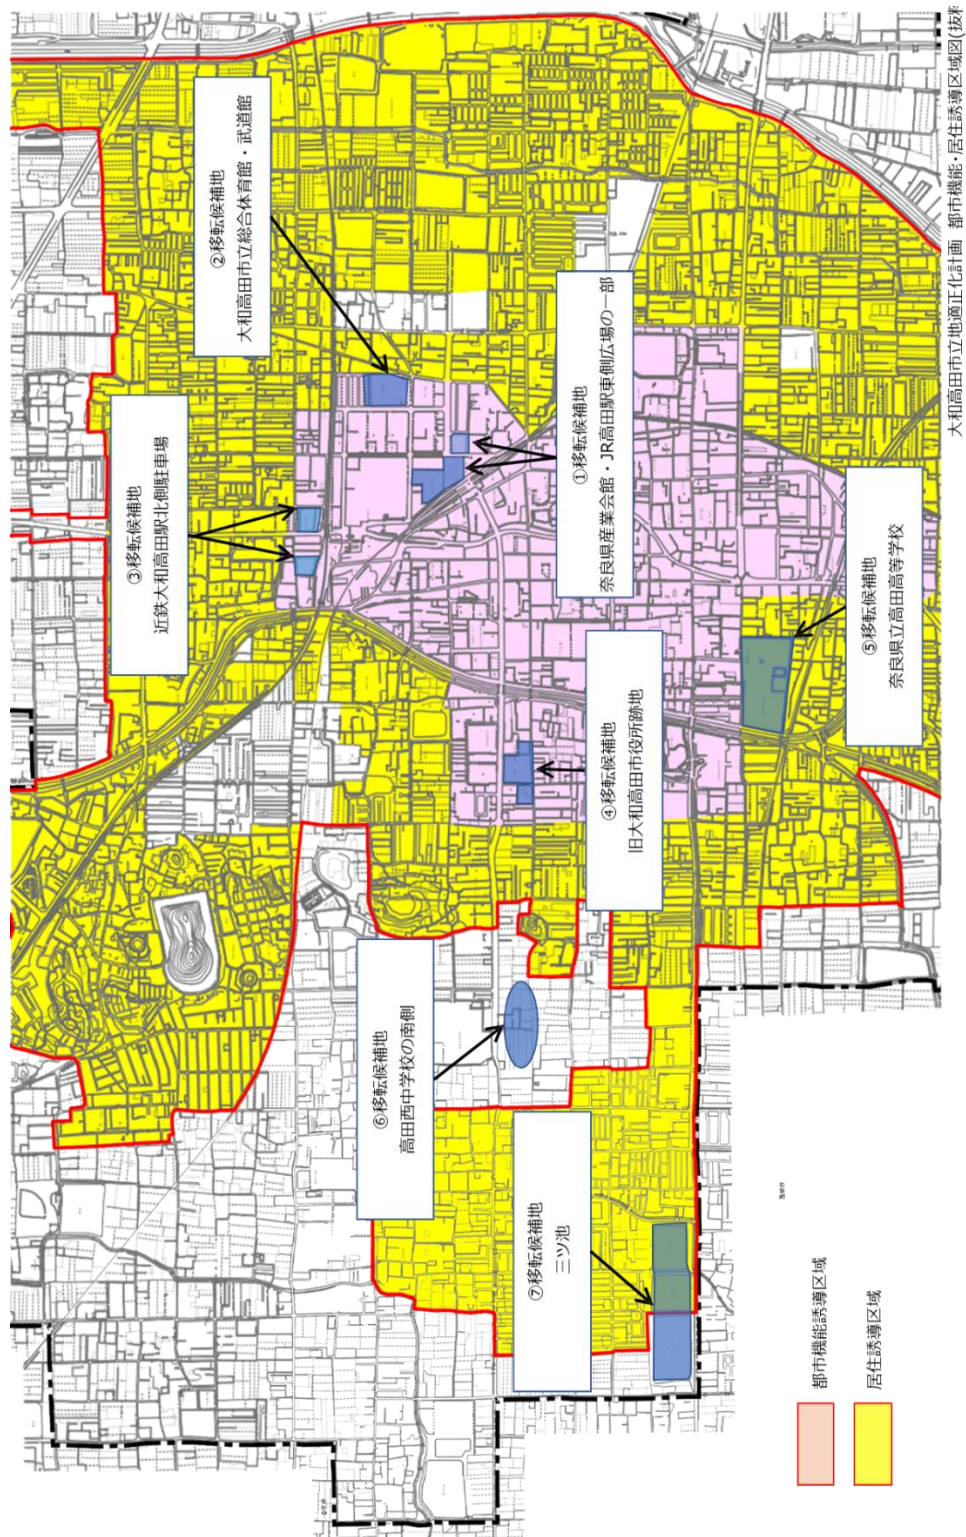 ②移転候補地
大和高田市立総合体育館・武道館
③移転候補地
近鉄大和高田駅北側駐車場
①移転候補地
奈良県産業会館・JR高田駅東側広場の一部
④移転候補地
旧大和高田市役所跡地
⑤移転候補地
奈良県立高田高等学校
⑥移転候補地
高田西中学校の南側
⑦移転候補地
三ツ池
都市機能誘導区域
居住誘導区域
大和高田市立地適正化計画 都市機能・居住誘導区域図(抜粋